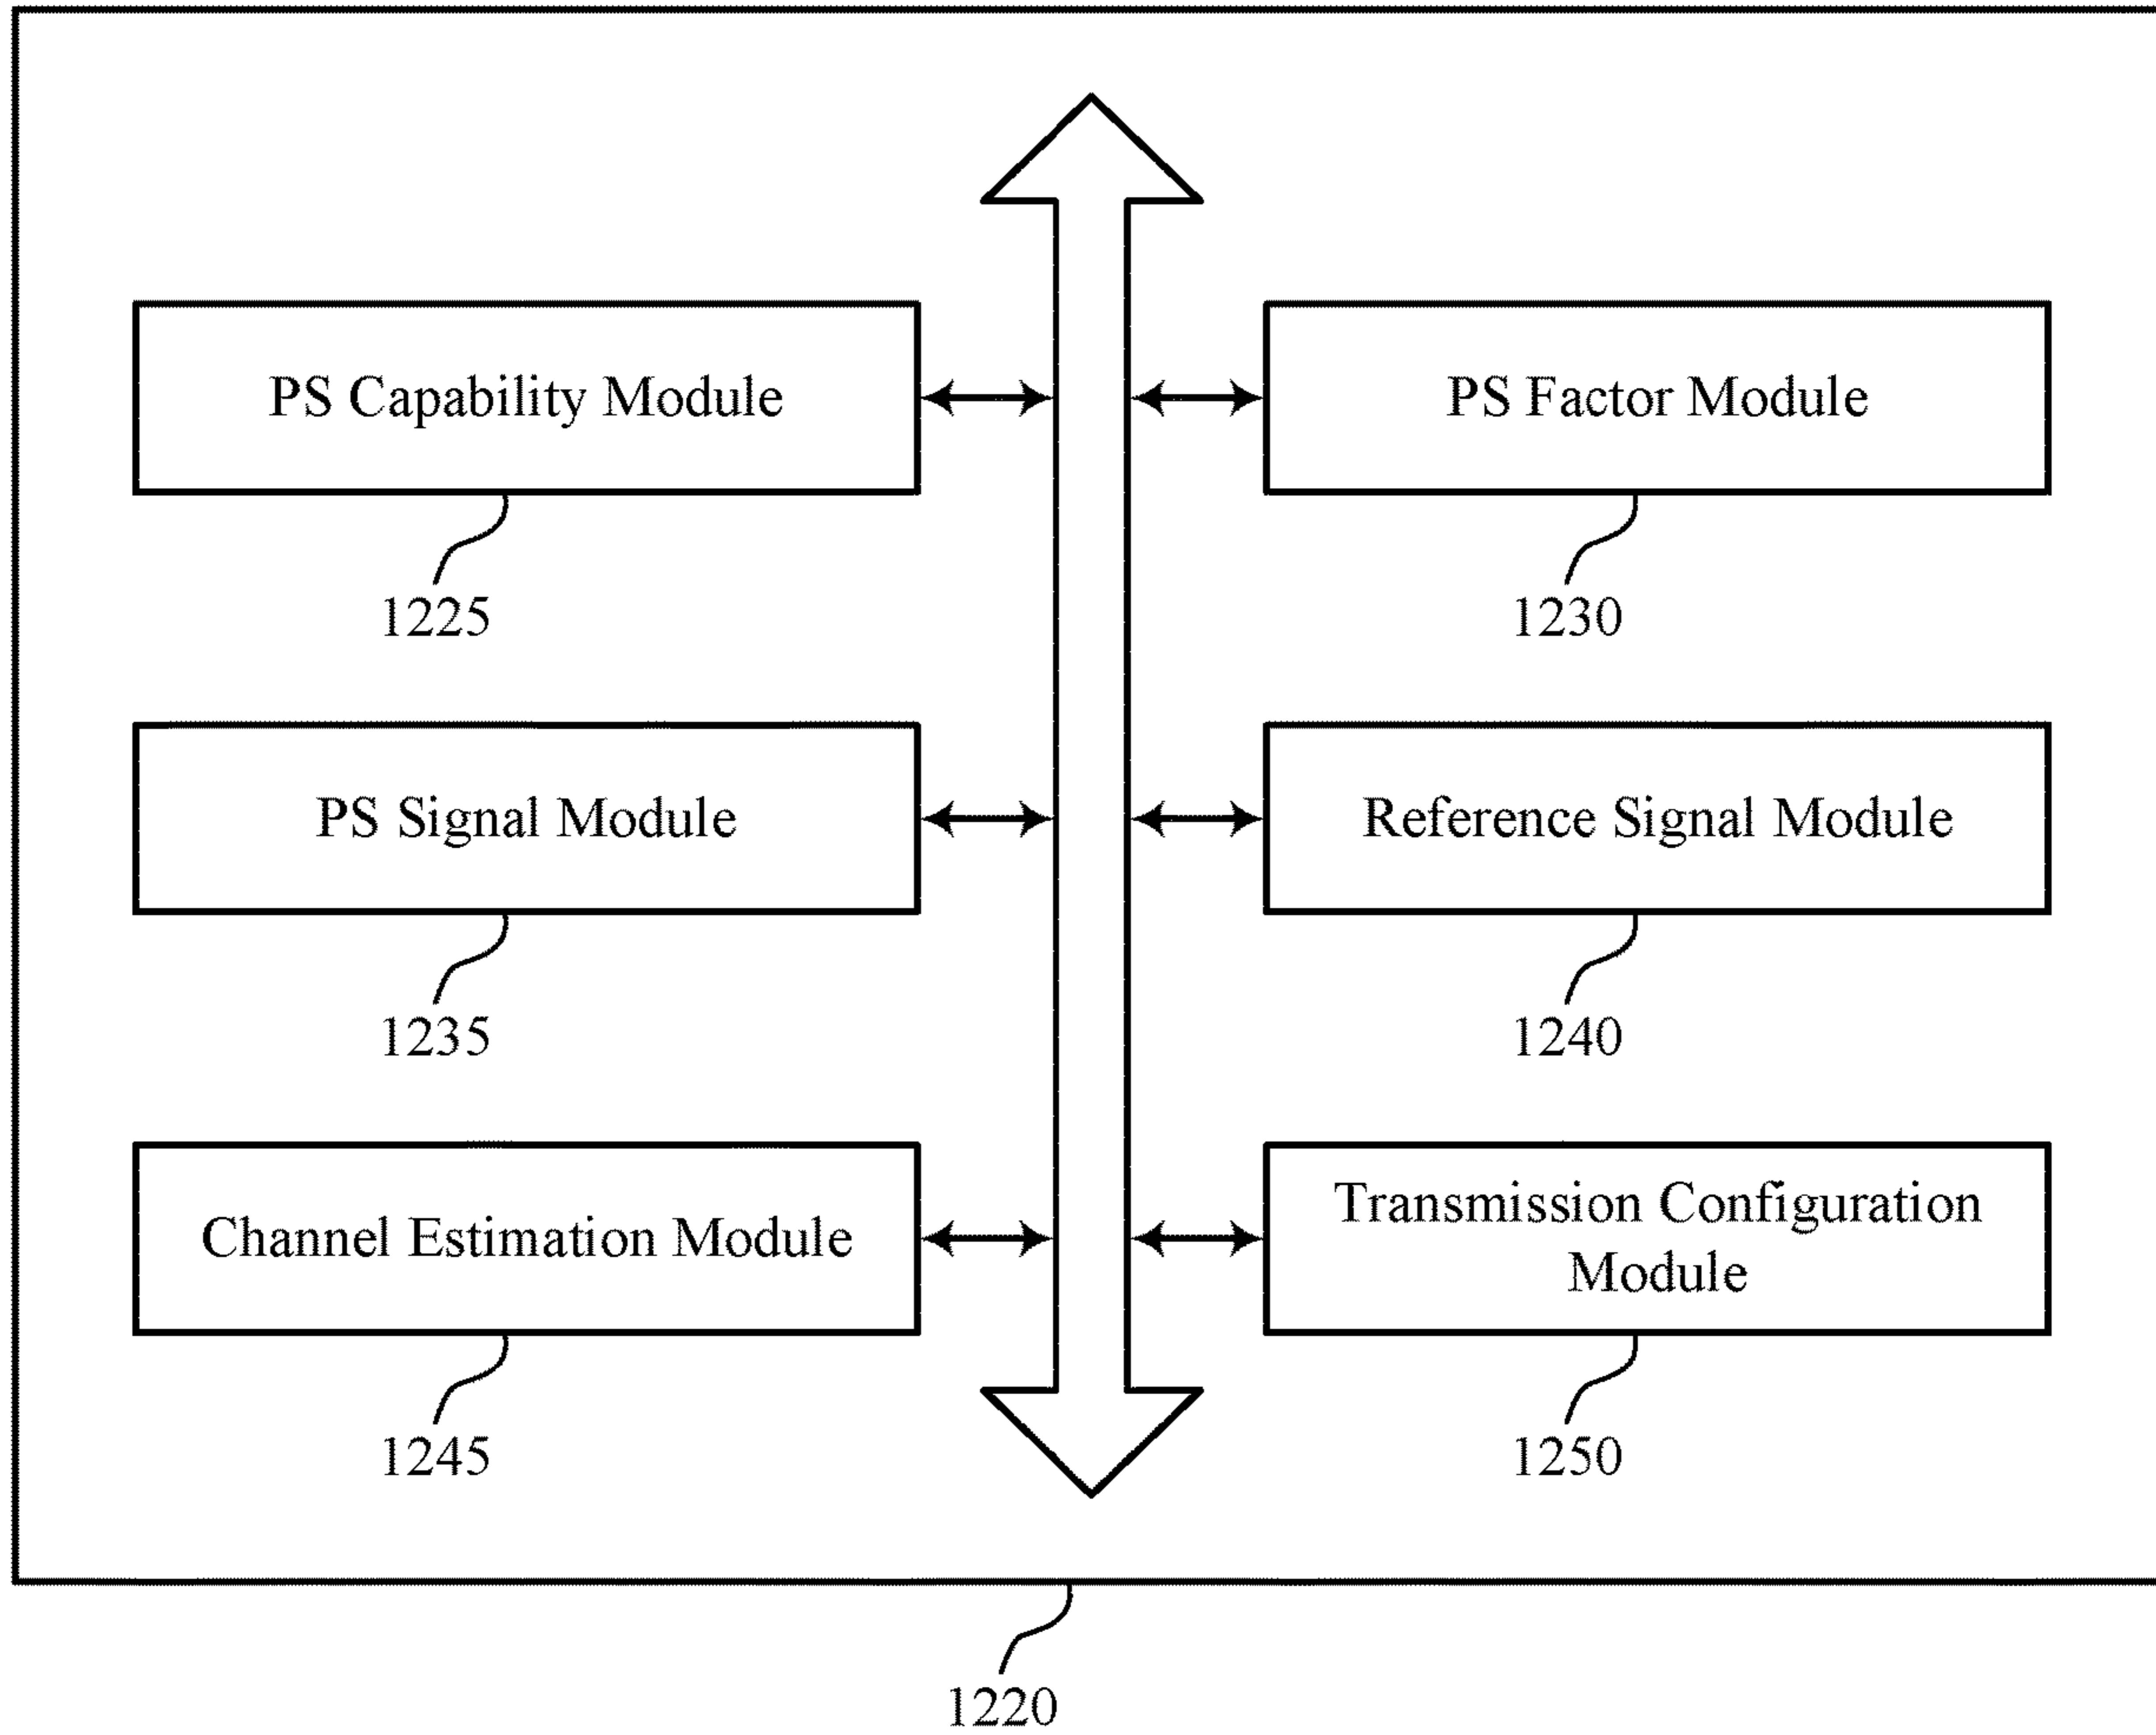 PS Capability Module
PS Factor Module
1225
1230
PS Signal Module
Reference Signal Module
1235
1240
Channel Estimation Module
Transmission Configuration
Module
1245
1250
1220